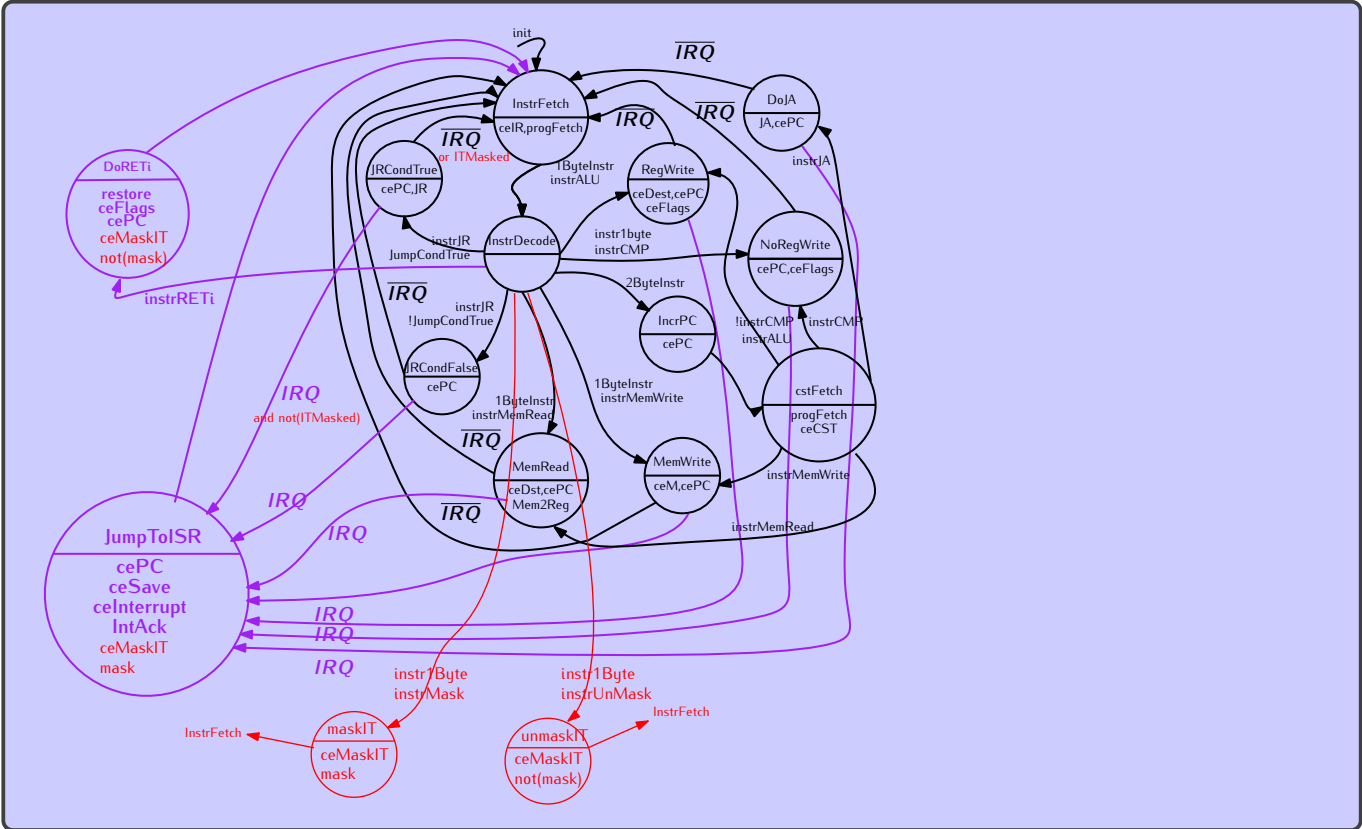 init
IRQ
InstrFetch
ceIR,progFetch
DoJA
JA,cePC
IRQ
IRQ
IRQ
or ITMasked
instrJA
DoRETi
restore
ceFlags
cePC
ceMaskIT
not(mask)
JRCondTrue
cePC,JR
1ByteInstr
instrALU
RegWrite
ceDest,cePC
ceFlags
InstrDecode
instrJR
JumpCondTrue
instr1byte
instrCMP
NoRegWrite
cePC,ceFlags
instrRETi
IRQ
2ByteInstr
instrJR
!JumpCondTrue
IncrPC
cePC
!instrCMP
instrALU
instrCMP
JRCondFalse
cePC
IRQ
and not(ITMasked)
1ByteInstr
instrMemRead
1ByteInstr
instrMemWrite
cstFetch
progFetch
ceCST
IRQ
MemRead
ceDst,cePC
Mem2Reg
MemWrite
ceM,cePC
instrMemWrite
IRQ
IRQ
IRQ
instrMemRead
JumpToISR
cePC
ceSave
ceInterrupt
IntAck
ceMaskIT
mask
IRQ
IRQ
IRQ
instr1Byte
instrMask
instr1Byte
instrUnMask
InstrFetch
maskIT
ceMaskIT
mask
unmaskIT
ceMaskIT
not(mask)
InstrFetch